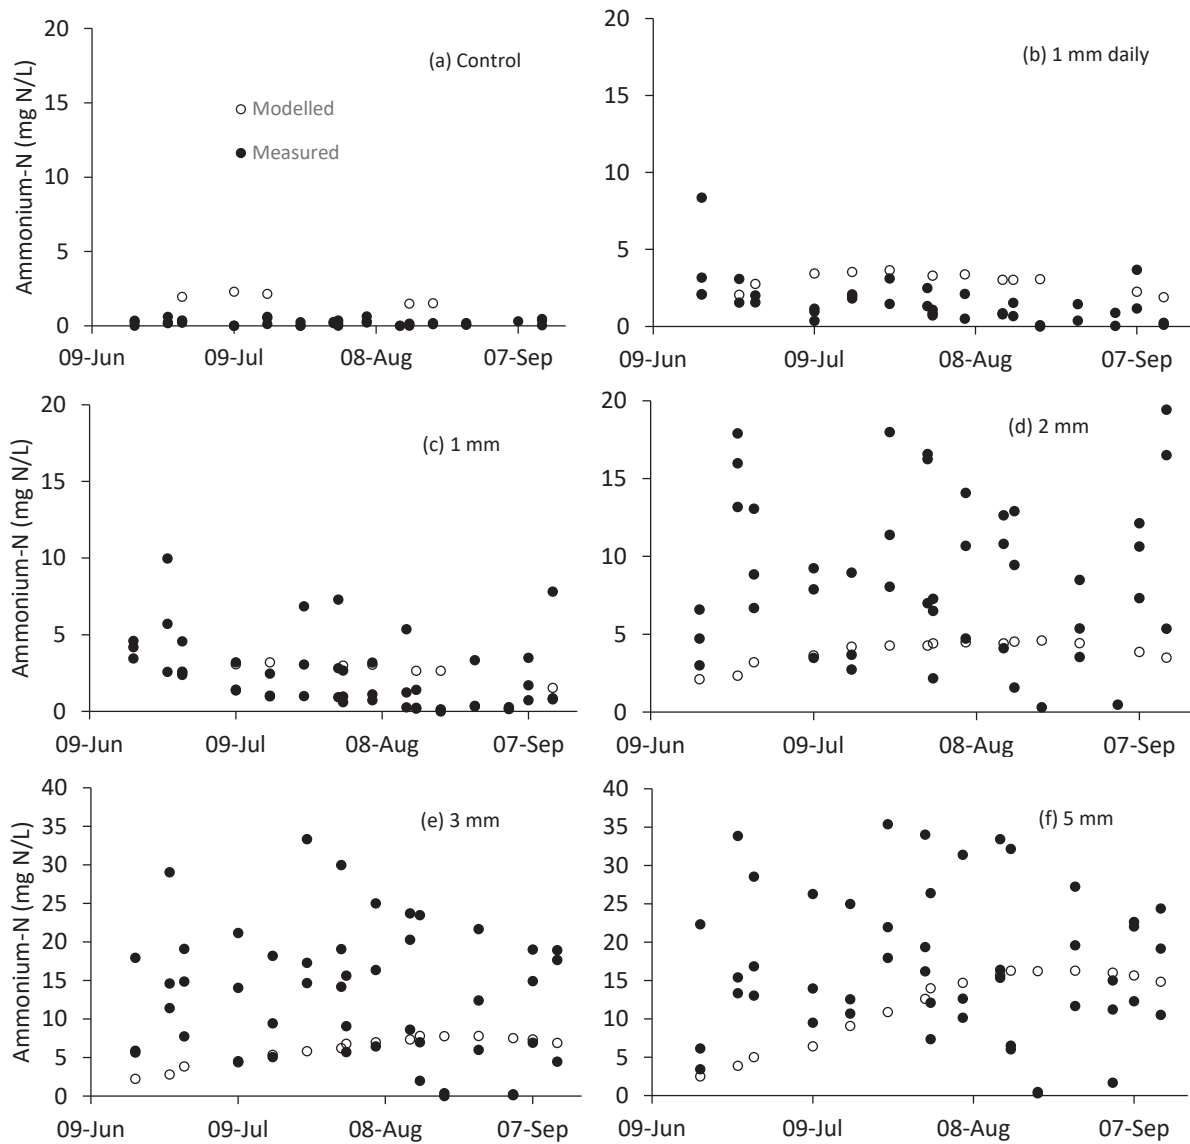 20
15
10
5
0
Ammonium-N (mg N/L)
(a) Control
Modelled
Measured
09-Jun 09-Jul 08-Aug 07-Sep
20
15
10
5
0
(b) 1 mm daily
09-Jun 09-Jul 08-Aug 07-Sep
20
15
10
5
0
Ammonium-N (mg N/L)
(c) 1 mm
09-Jun 09-Jul 08-Aug 07-Sep
20
15
10
5
0
(d) 2 mm
09-Jun 09-Jul 08-Aug 07-Sep
40
35
30
25
20
15
10
5
0
Ammonium-N (mg N/L)
(e) 3 mm
09-Jun 09-Jul 08-Aug 07-Sep
40
35
30
25
20
15
10
5
0
(f) 5 mm
09-Jun 09-Jul 08-Aug 07-Sep